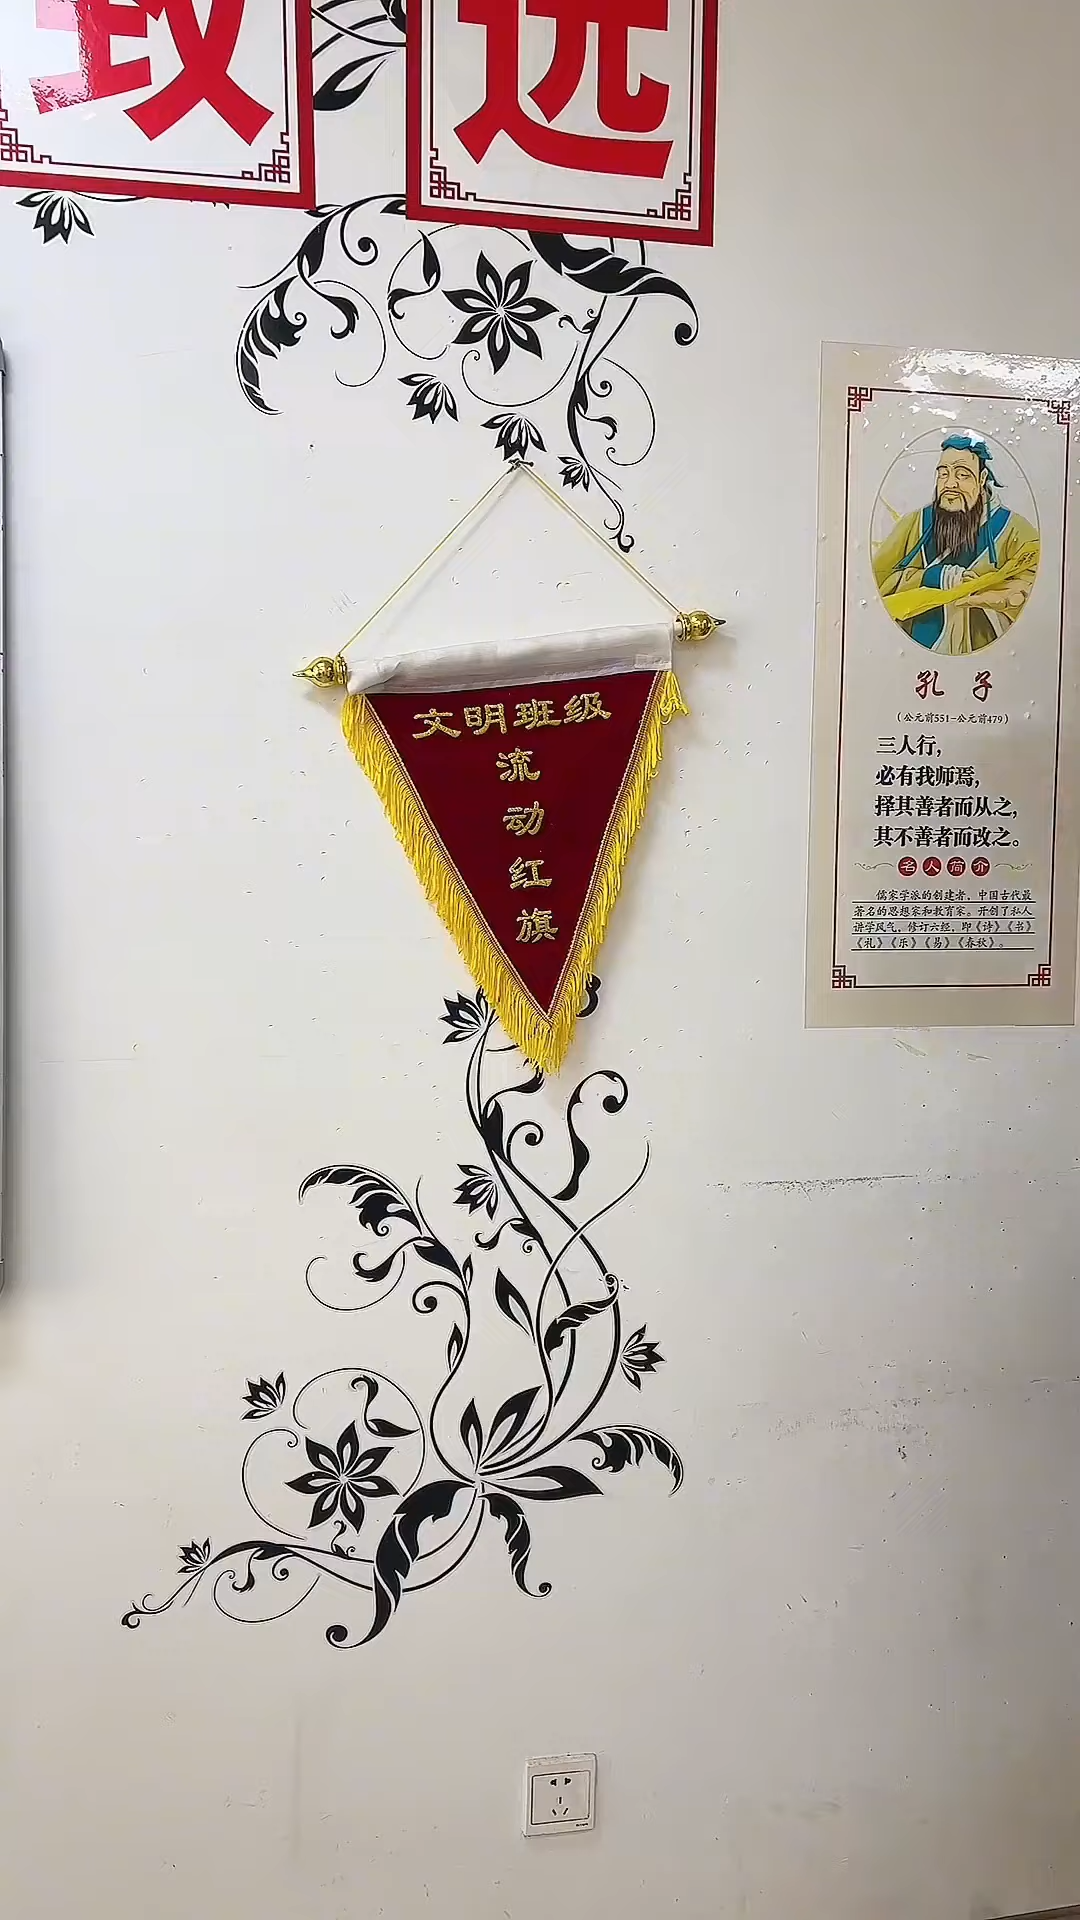 致远
文明班级
流
动
红
旗
孔子
（公元前551-公元前479）
三人行，
必有我师焉，
择其善者而从之，
其不善者而改之。
名人简介
儒家学派的创建者，中国古代最
著名的思想家和教育家。开创了私人
讲学风气，修订六经，即《诗》《书》
《礼》《乐》《易》《春秋》。